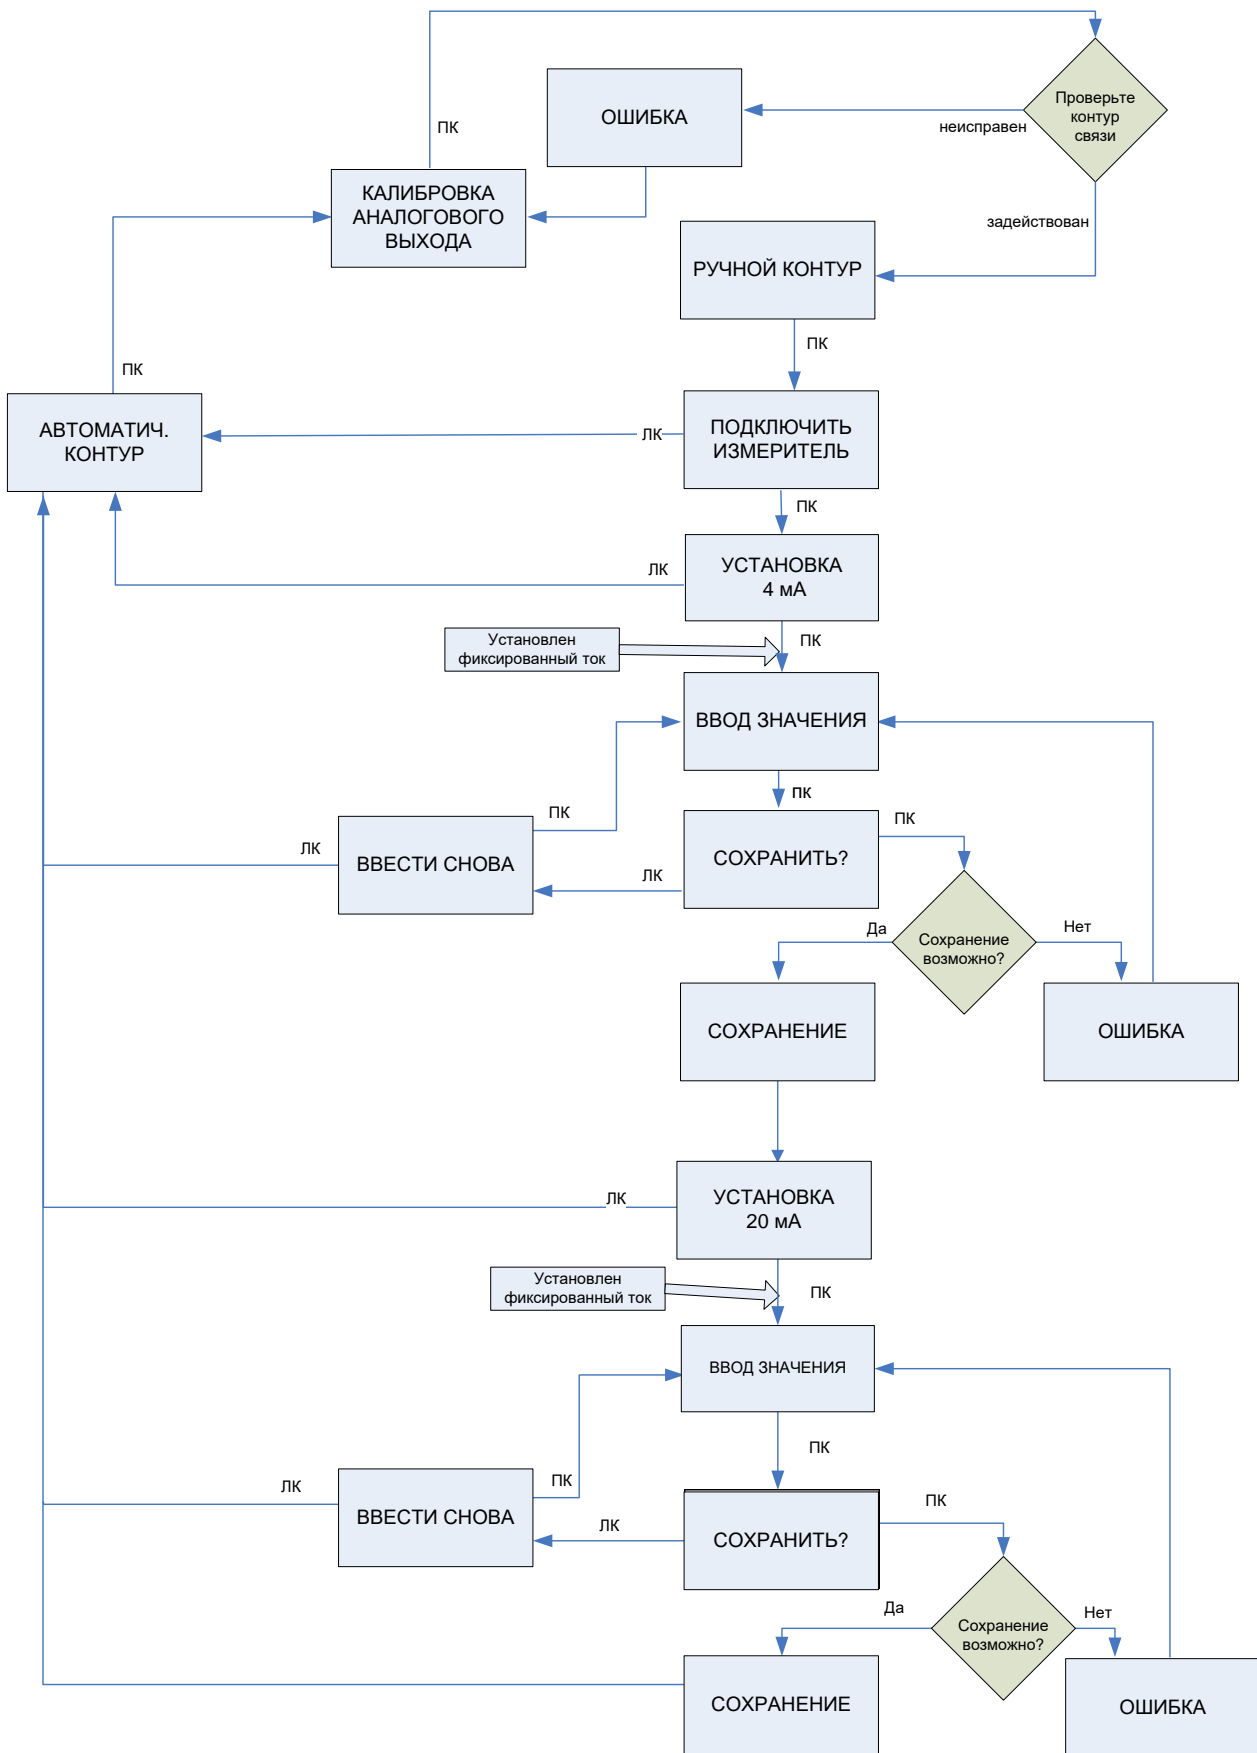 ПК
ОШИБКА
Проверьте
контур
связи
неисправен
КАЛИБРОВКА
АНАЛОГОВОГО
ВЫХОДА
задействован
РУЧНОЙ КОНТУР
ПК
ПК
АВТОМАТИЧ.
КОНТУР
ЛК
ПОДКЛЮЧИТЬ
ИЗМЕРИТЕЛЬ
ПК
ЛК
УСТАНОВКА
4 мА
Установлен
фиксированный ток
ПК
ВВОД ЗНАЧЕНИЯ
ПК
ПК
ПК
ЛК
ВВЕСТИ СНОВА
ЛК
СОХРАНИТЬ?
Да
Сохранение
возможно?
Нет
СОХРАНЕНИЕ
ОШИБКА
ЛК
УСТАНОВКА
20 мА
Установлен
фиксированный ток
ПК
ВВОД ЗНАЧЕНИЯ
ПК
ЛК
ПК
ПК
ВВЕСТИ СНОВА
ЛК
СОХРАНИТЬ?
Да
Сохранение
возможно?
Нет
СОХРАНЕНИЕ
ОШИБКА